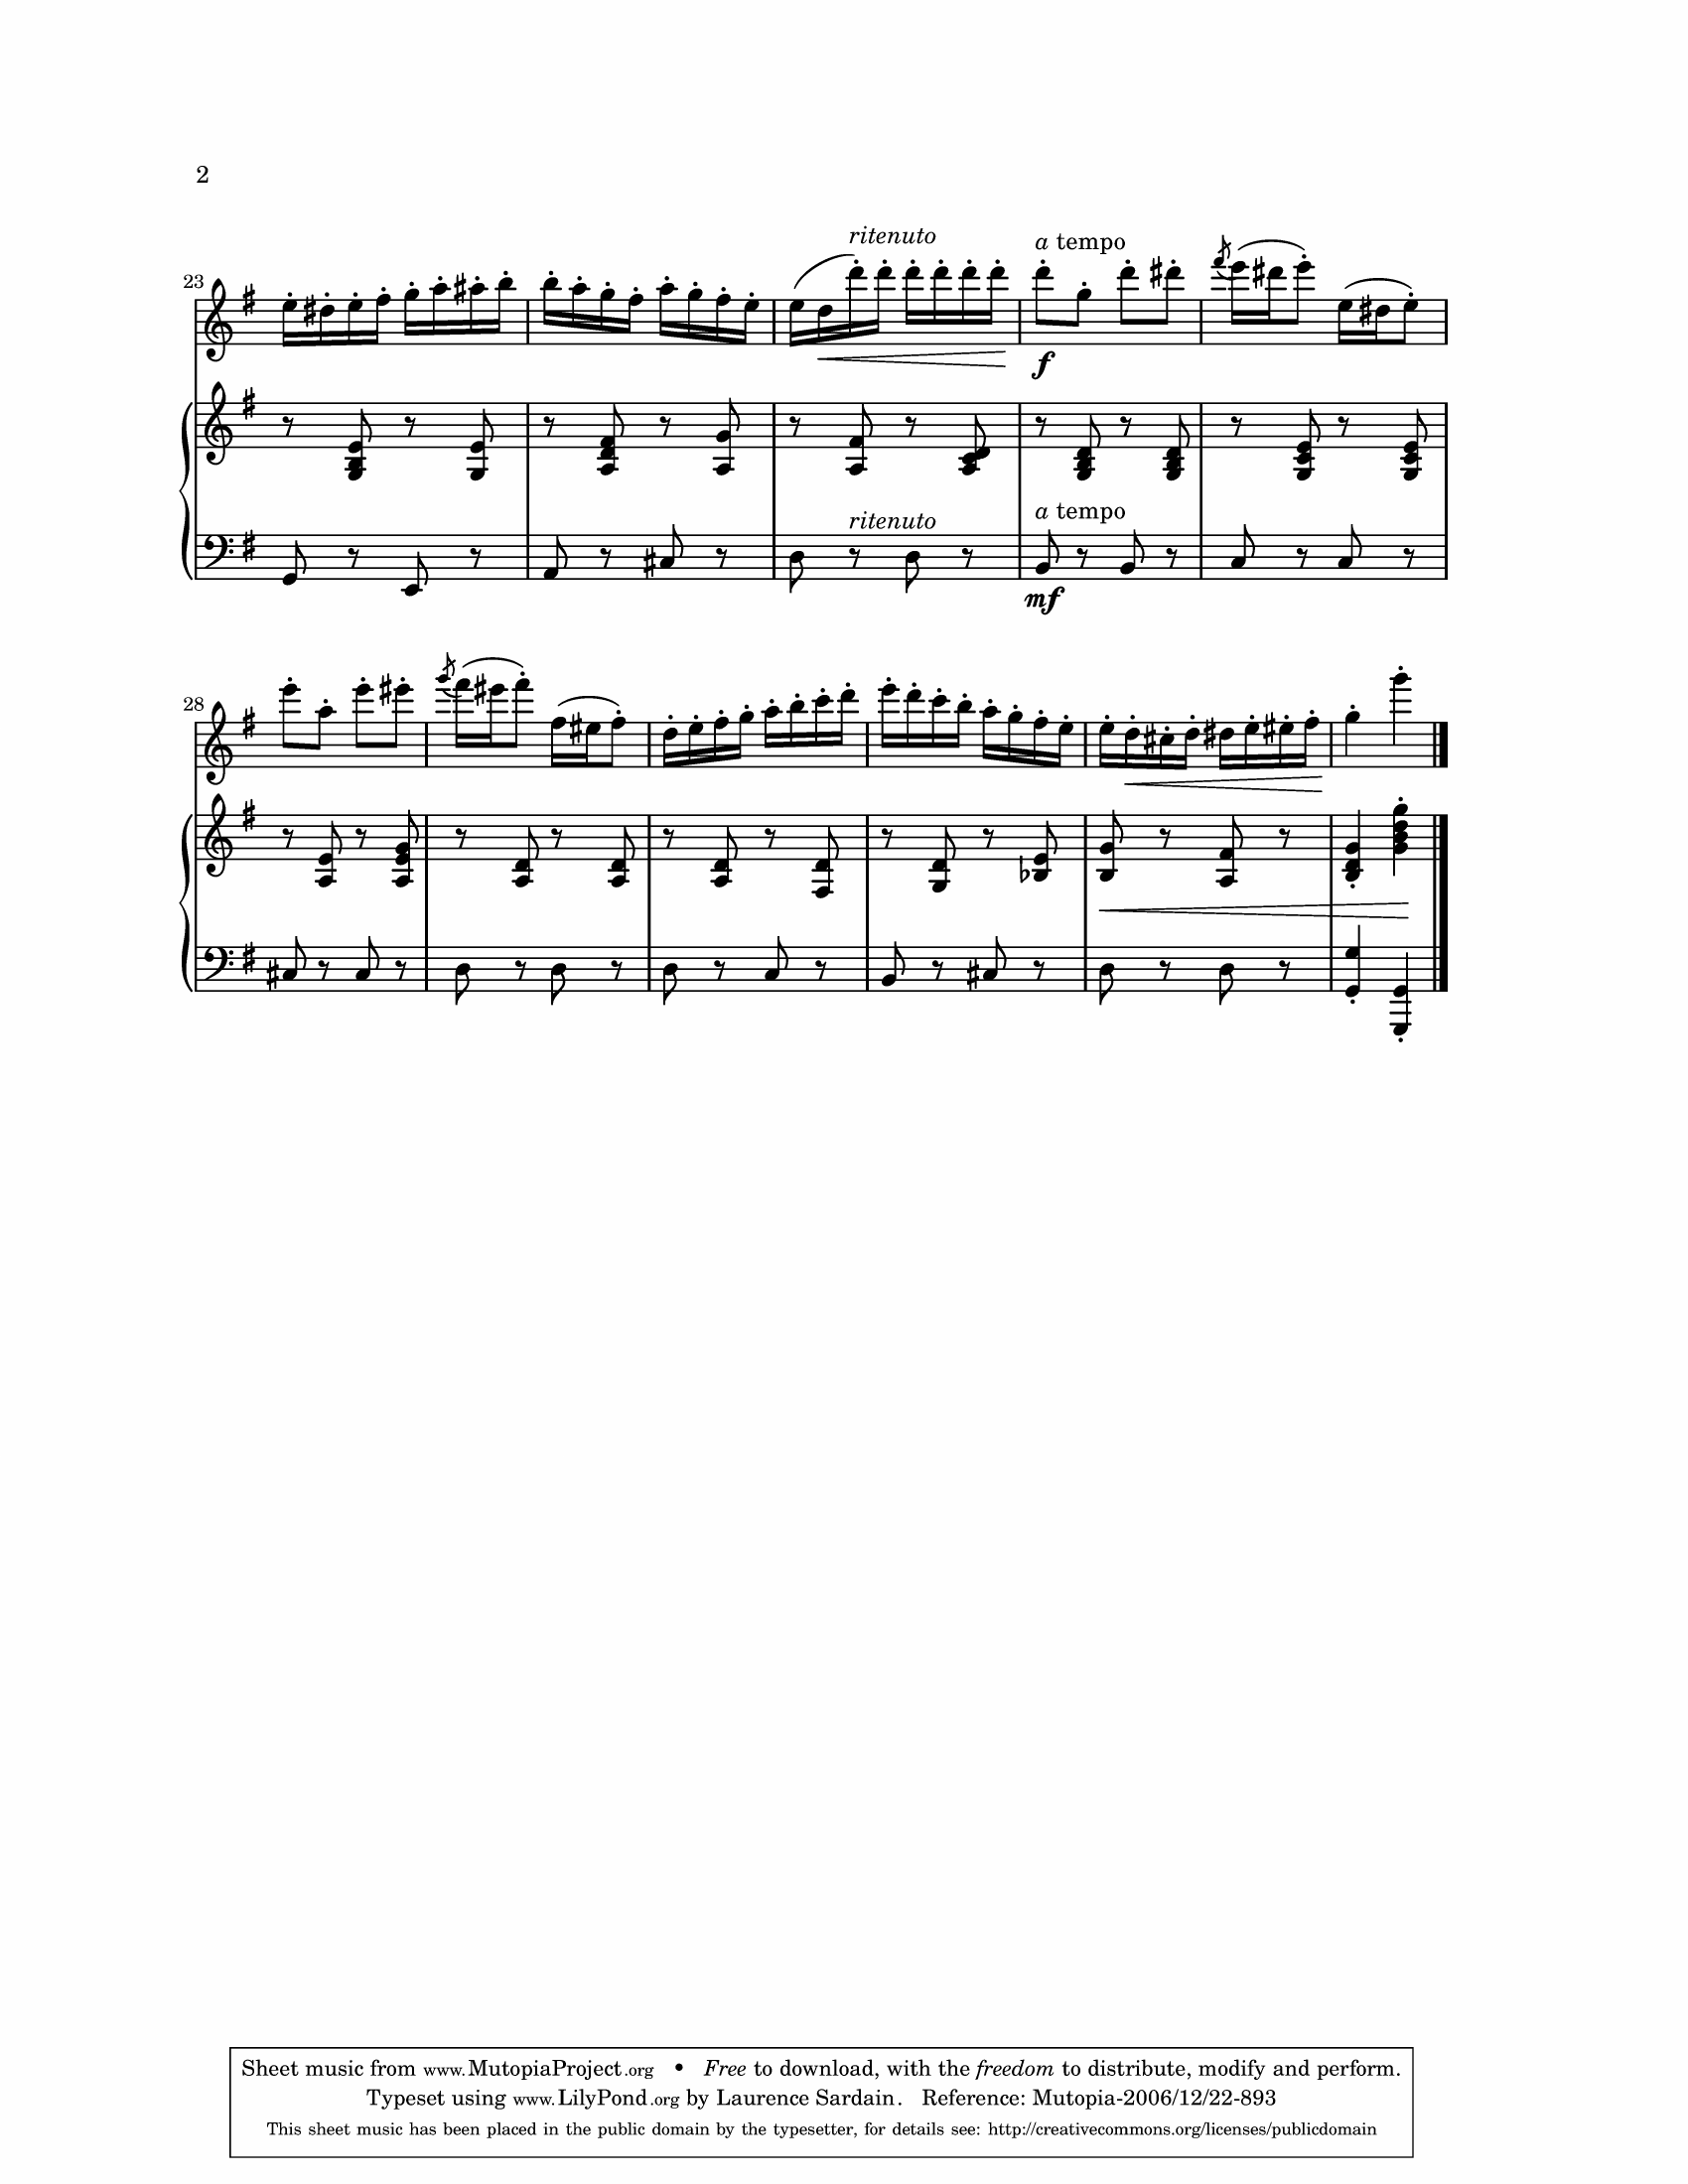 2
ritenuto
a tempo
23
f
ritenuto
a tempo
mf
28
Sheet music from www.MutopiaProject.org • Free to download, with the freedom to distribute, modify and perform.
Typeset using www.LilyPond.org by Laurence Sardain. Reference: Mutopia-2006/12/22-893
This sheet music has been placed in the public domain by the typesetter, for details see: http://creativecommons.org/licenses/publicdomain